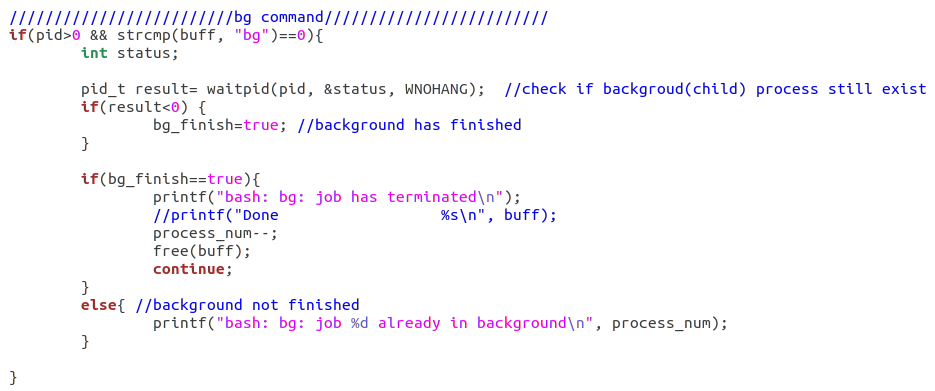 /////////////////////////bg command/////////////////////////
if(pid>0 && strcmp(buff, "bg")==0){
        int status;

        pid_t result= waitpid(pid, &status, WNOHANG);  //check if backgroud(child) process still exist
        if(result<0) {
                bg_finish=true; //background has finished
        }

        if(bg_finish==true){
                printf("bash: bg: job has terminated\n");
                //printf("Done                  %s\n", buff);
                process_num--;
                free(buff);
                continue;
        }
        else{ //background not finished
                printf("bash: bg: job %d already in background\n", process_num);
        }

}